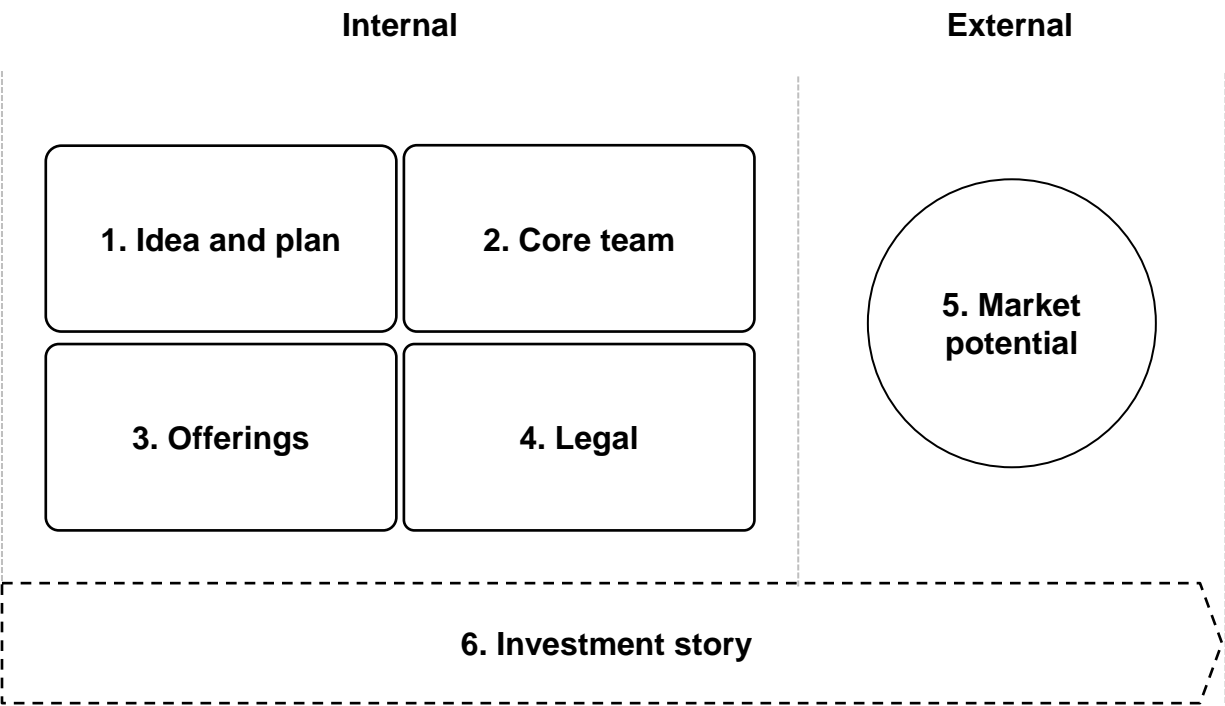 Internal
External
1. Idea and plan
2. Core team
3. Offerings
4. Legal
5. Market
potential
6. Investment story